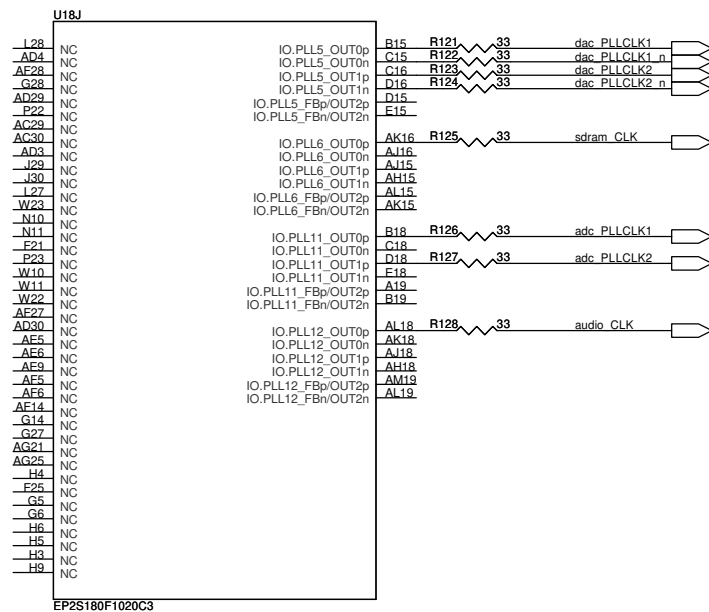 U18J
L28 NC IO.PLL5_OUT0p B15 R121 33 dac_PLLCLK1
AD4 NC IO.PLL5_OUT0n C15 R122 33 dac_PLLCLK1_n
AF28 NC IO.PLL5_OUT1p C16 R123 33 dac_PLLCLK2
G28 NC IO.PLL5_OUT1n D16 R124 33 dac_PLLCLK2_n
AD29 NC IO.PLL5_FBp/OUT2p D15
P22 NC IO.PLL5_FBn/OUT2n E15
AC29 NC
AC30 NC IO.PLL6_OUT0p AK16 R125 33 sdram_CLK
AD3 NC IO.PLL6_OUT0n AJ16
J29 NC IO.PLL6_OUT1p AJ15
J30 NC IO.PLL6_OUT1n AH15
L27 NC IO.PLL6_FBp/OUT2p AL15
W23 NC IO.PLL6_FBn/OUT2n AK15
N10 NC
N11 NC IO.PLL11_OUT0p B18 R126 33 adc_PLLCLK1
F21 NC IO.PLL11_OUT0n C18
P23 NC IO.PLL11_OUT1p D18 R127 33 adc_PLLCLK2
W10 NC IO.PLL11_OUT1n E18
W11 NC IO.PLL11_FBp/OUT2p A19
W22 NC IO.PLL11_FBn/OUT2n B19
AF27 NC
AD30 NC IO.PLL12_OUT0p AL18 R128 33 audio_CLK
AE5 NC IO.PLL12_OUT0n AK18
AE6 NC IO.PLL12_OUT1p AJ18
AE9 NC IO.PLL12_OUT1n AH18
AF5 NC IO.PLL12_FBp/OUT2p AM19
AF6 NC IO.PLL12_FBn/OUT2n AL19
AF14 NC
G14 NC
G27 NC
AG21 NC
AG25 NC
H4 NC
F25 NC
G5 NC
G6 NC
H6 NC
H5 NC
H3 NC
H9 NC
EP2S180F1020C3